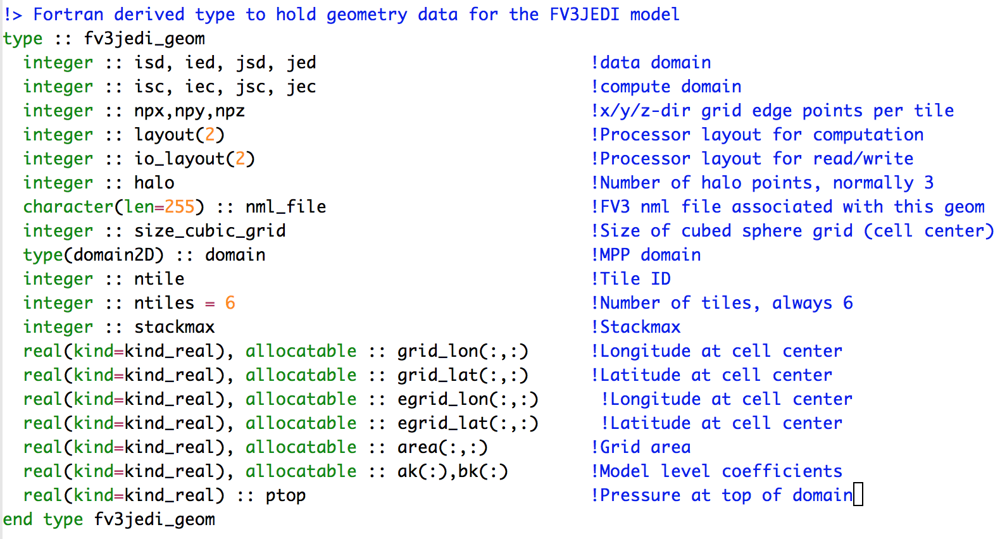 !> Fortran derived type to hold geometry data for the FV3JEDI model
type :: fv3jedi_geom
  integer :: isd, ied, jsd, jed                           !data domain
  integer :: isc, iec, jsc, jec                           !compute domain
  integer :: npx,npy,npz                                  !x/y/z-dir grid edge points per tile
  integer :: layout(2)                                    !Processor layout for computation
  integer :: io_layout(2)                                 !Processor layout for read/write
  integer :: halo                                         !Number of halo points, normally 3
  character(len=255) :: nml_file                          !FV3 nml file associated with this geom
  integer :: size_cubic_grid                              !Size of cubed sphere grid (cell center)
  type(domain2D) :: domain                                !MPP domain
  integer :: ntile                                        !Tile ID
  integer :: ntiles = 6                                   !Number of tiles, always 6
  integer :: stackmax                                     !Stackmax
  real(kind=kind_real), allocatable :: grid_lon(:,:)      !Longitude at cell center
  real(kind=kind_real), allocatable :: grid_lat(:,:)      !Latitude at cell center
  real(kind=kind_real), allocatable :: egrid_lon(:,:)      !Longitude at cell center
  real(kind=kind_real), allocatable :: egrid_lat(:,:)      !Latitude at cell center
  real(kind=kind_real), allocatable :: area(:,:)          !Grid area
  real(kind=kind_real), allocatable :: ak(:),bk(:)        !Model level coefficients
  real(kind=kind_real) :: ptop                            !Pressure at top of domain
end type fv3jedi_geom